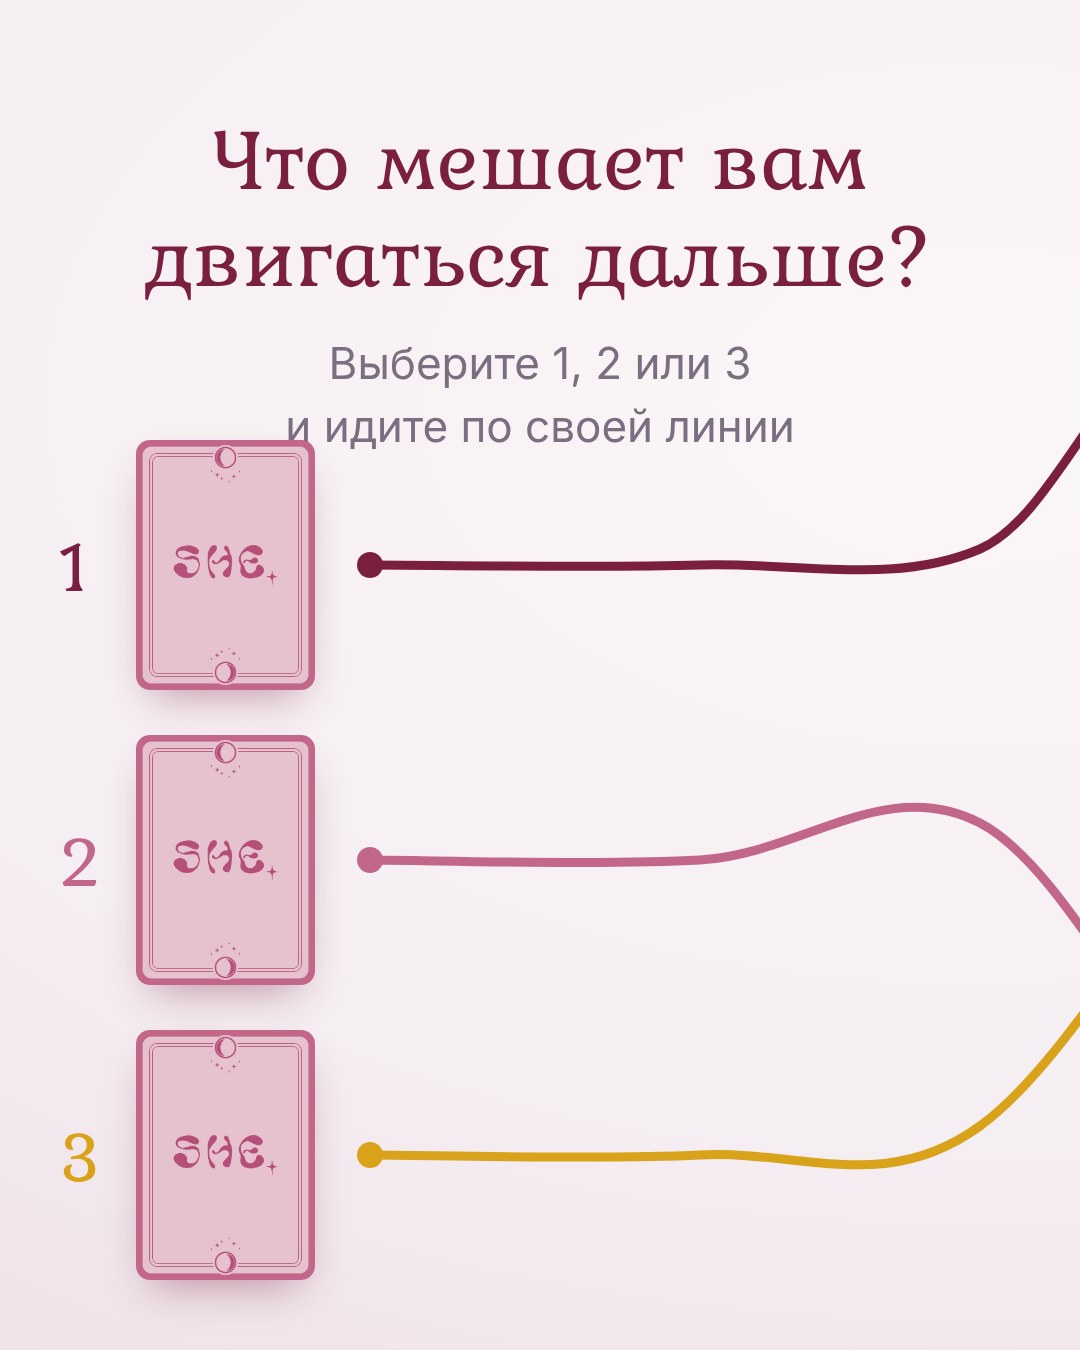 Что мешает вам
двигаться дальше?
Выберите 1, 2 или 3
и идите по своей линии
1
SHE
2
SHE
3
SHE